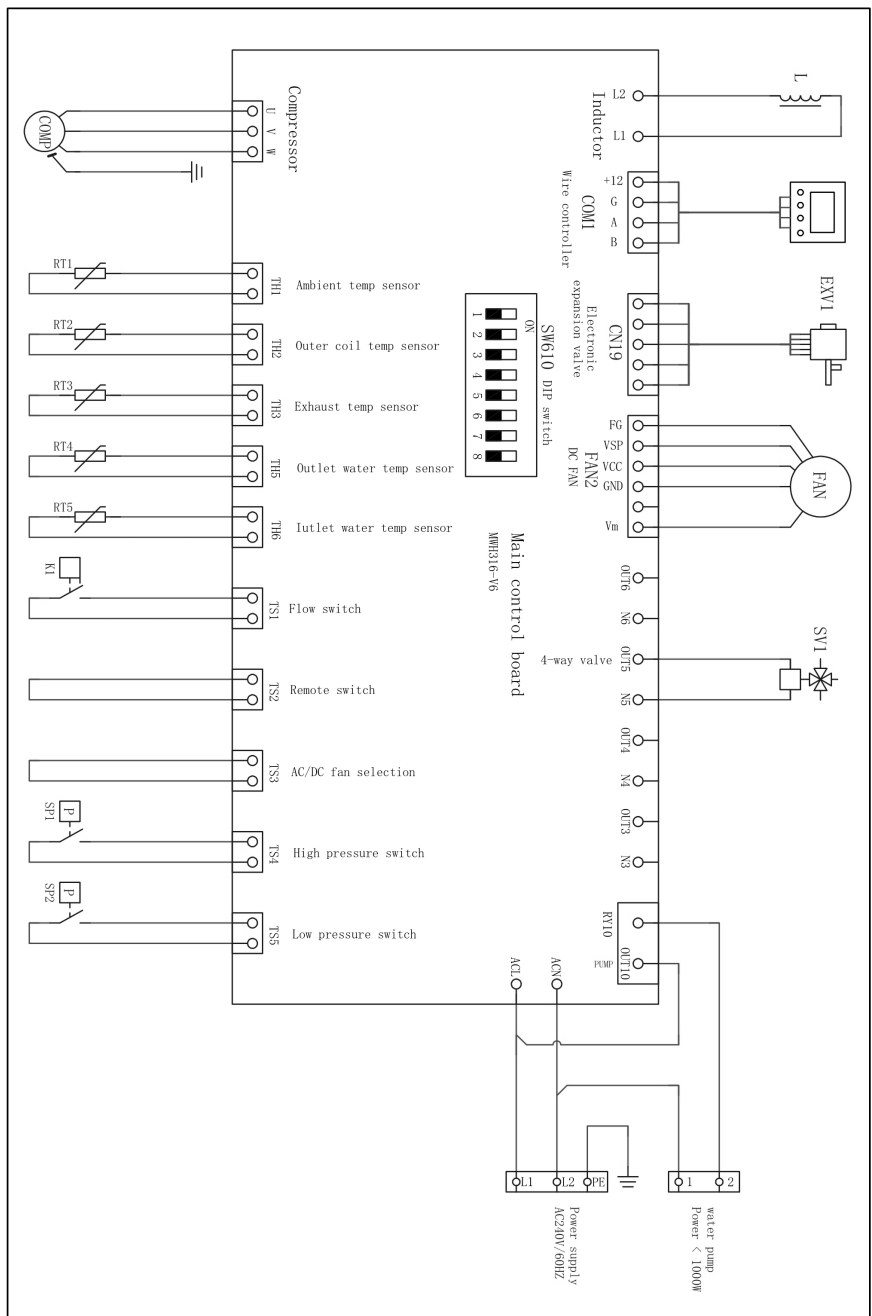 L
L2
L1
Inductor
+12
G
A
B
COM1
Wire controller
EXV1
CN19
Electronic
expansion valve
FG
VSP
VCC
GND
Vm
FAN2
DC FAN
FAN
OUT6
N6
SV1
4-way valve
OUT5
N5
OUT4
N4
OUT3
N3
RY10
OUT10
PUMP
ACL
ACN
L1
L2
PE
Power supply
AC240V/60HZ
1
2
water pump
Power < 1000W
Compressor
U
V
W
COMP
RT1
TH1
Ambient temp sensor
RT2
TH2
Outer coil temp sensor
RT3
TH3
Exhaust temp sensor
RT4
TH5
Outlet water temp sensor
RT5
TH6
Iutlet water temp sensor
K1
TS1
Flow switch
TS2
Remote switch
TS3
AC/DC fan selection
SP1
P
TS4
High pressure switch
SP2
P
TS5
Low pressure switch
SW610 DIP switch
ON
1
2
3
4
5
6
7
8
Main control board
MWH316-V6